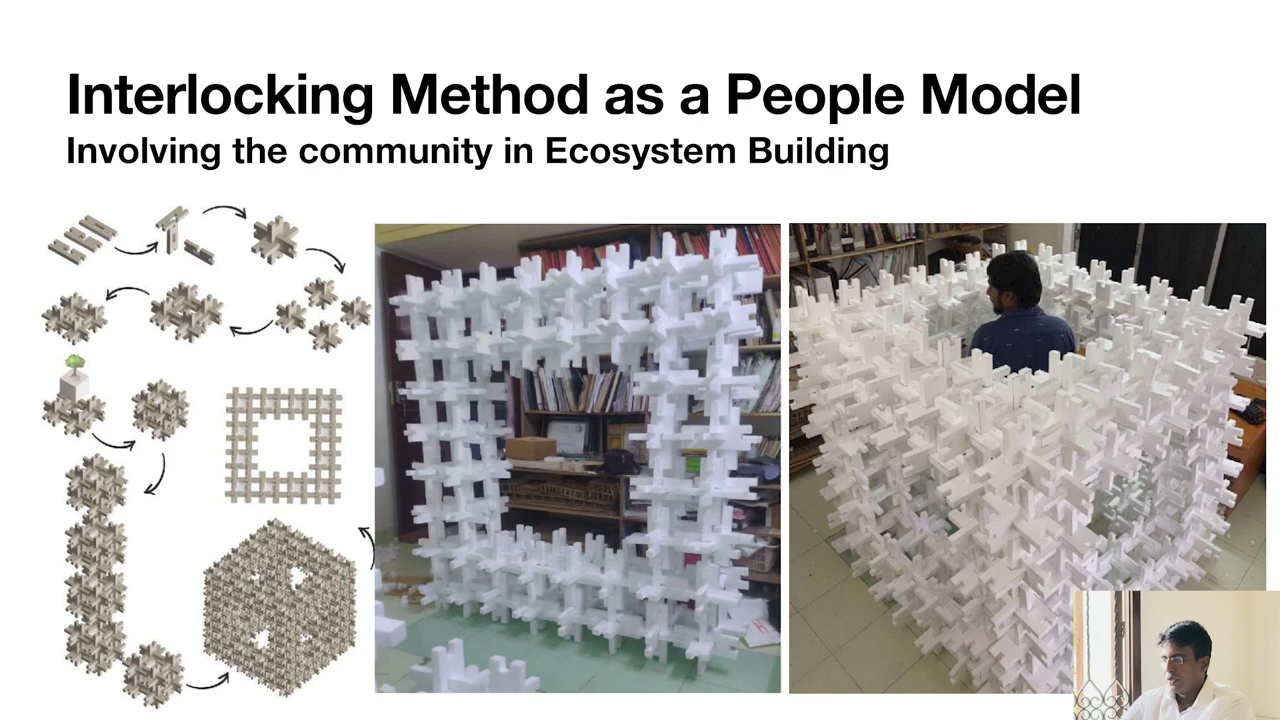 Interlocking Method as a People Model
Involving the community in Ecosystem Building